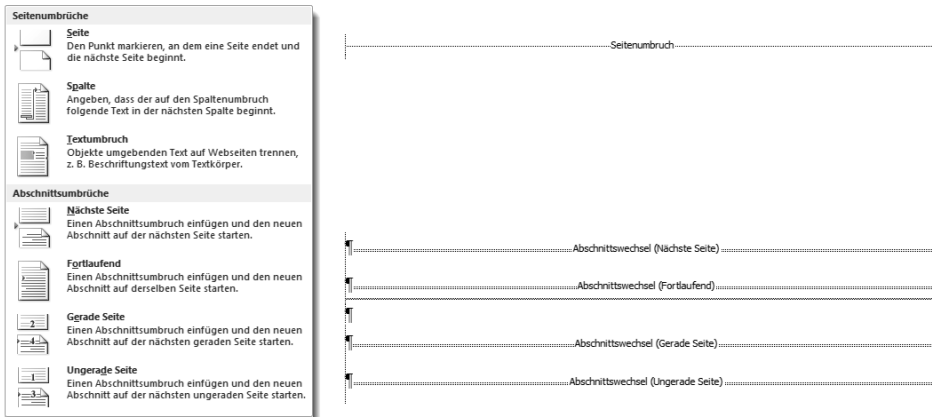 Seitenumbrüche
Seite
Den Punkt markieren, an dem eine Seite endet und
die nächste Seite beginnt.
Spalte
Angeben, dass der auf den Spaltenumbruch
folgende Text in der nächsten Spalte beginnt.
Textumbruch
Objekte umgebenden Text auf Webseiten trennen,
z. B. Beschriftungstext vom Textkörper.
Abschnittsumbrüche
Nächste Seite
Einen Abschnittsumbruch einfügen und den neuen
Abschnitt auf der nächsten Seite starten.
Fortlaufend
Einen Abschnittsumbruch einfügen und den neuen
Abschnitt auf derselben Seite starten.
2
4
Gerade Seite
Einen Abschnittsumbruch einfügen und den neuen
Abschnitt auf der nächsten geraden Seite starten.
1
3
Ungerade Seite
Einen Abschnittsumbruch einfügen und den neuen
Abschnitt auf der nächsten ungeraden Seite starten.
Seitenumbruch
¶ Abschnittswechsel (Nächste Seite)
¶ Abschnittswechsel (Fortlaufend)
¶
¶ Abschnittswechsel (Gerade Seite)
¶ Abschnittswechsel (Ungerade Seite)